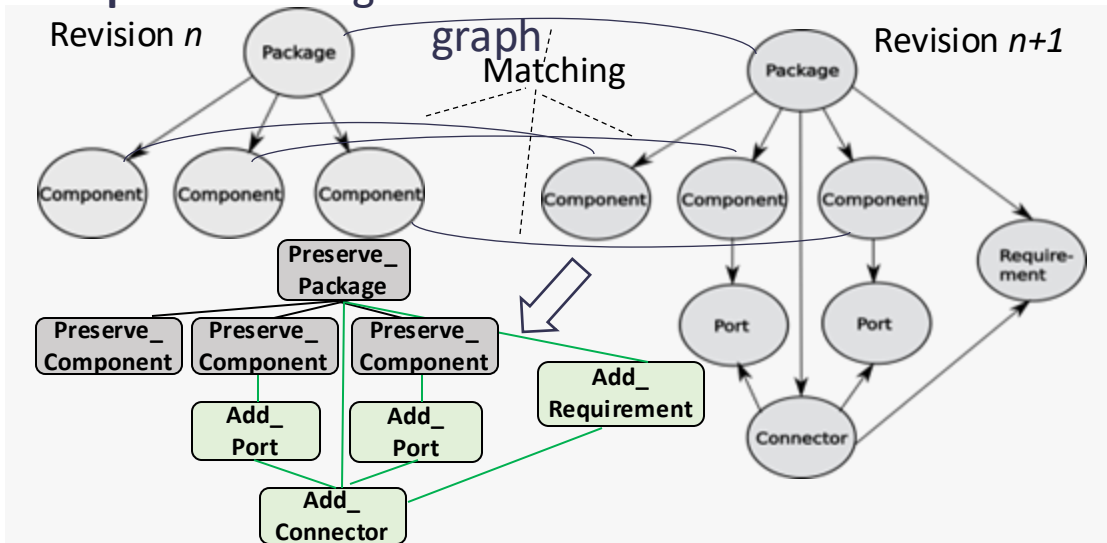 Revision n
graph
Matching
Revision n+1
Package
Package
Component
Component
Component
Component
Component
Component
Require-
ment
Port
Port
Connector
Preserve_
Package
Preserve_
Component
Preserve_
Component
Preserve_
Component
Add_
Requirement
Add_
Port
Add_
Port
Add_
Connector